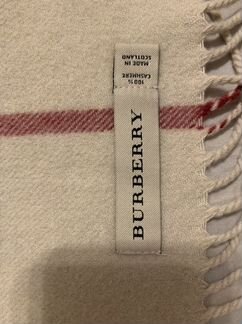 MADE IN
SCOTLAND
100%
CASHMERE
BURBERRY